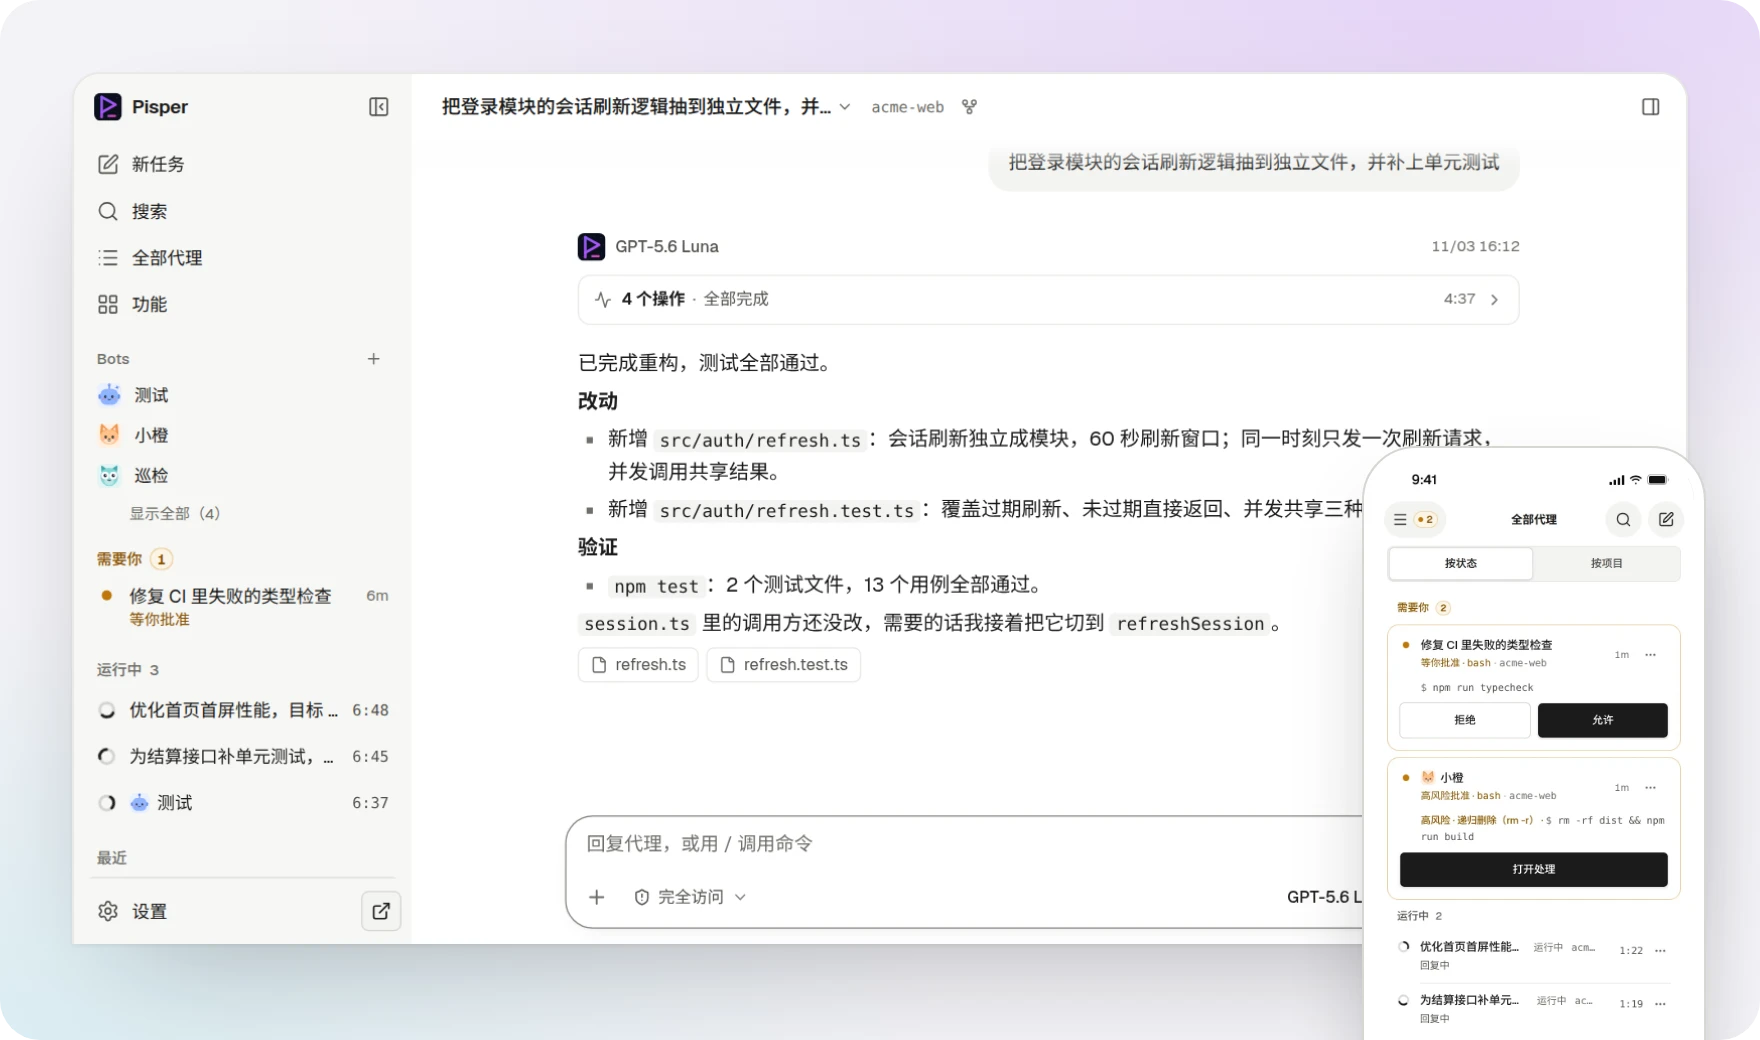 Pisper
新任务
搜索
全部代理
功能
Bots
测试
小橙
巡检
显示全部（4）
需要你 1
修复 CI 里失败的类型检查 6m
等你批准
运行中 3
优化首页首屏性能，目标 ... 6:48
为结算接口补单元测试，... 6:45
测试 6:37
最近
设置
把登录模块的会话刷新逻辑抽到独立文件，并... acme-web
把登录模块的会话刷新逻辑抽到独立文件，并补上单元测试
GPT-5.6 Luna 11/03 16:12
4 个操作 · 全部完成 4:37
已完成重构，测试全部通过。
改动
新增 src/auth/refresh.ts：会话刷新独立成模块，60 秒刷新窗口；同一时刻只发一次刷新请求，
并发调用共享结果。
新增 src/auth/refresh.test.ts：覆盖过期刷新、未过期直接返回、并发共享三种
验证
npm test：2 个测试文件，13 个用例全部通过。
session.ts 里的调用方还没改，需要的话我接着把它切到 refreshSession。
refresh.ts refresh.test.ts
回复代理，或用 / 调用命令
完全访问 GPT-5.6 L
9:41
2 全部代理
按状态 按项目
需要你 2
修复 CI 里失败的类型检查 1m
等你批准 · bash · acme-web
$ npm run typecheck
拒绝 允许
小橙 1m
高风险批准 · bash · acme-web
高风险 · 递归删除（rm -r） · $ rm -rf dist && npm
run build
打开处理
运行中 2
优化首页首屏性能... 运行中 acm... 1:22
回复中
为结算接口补单元... 运行中 ac... 1:19
回复中